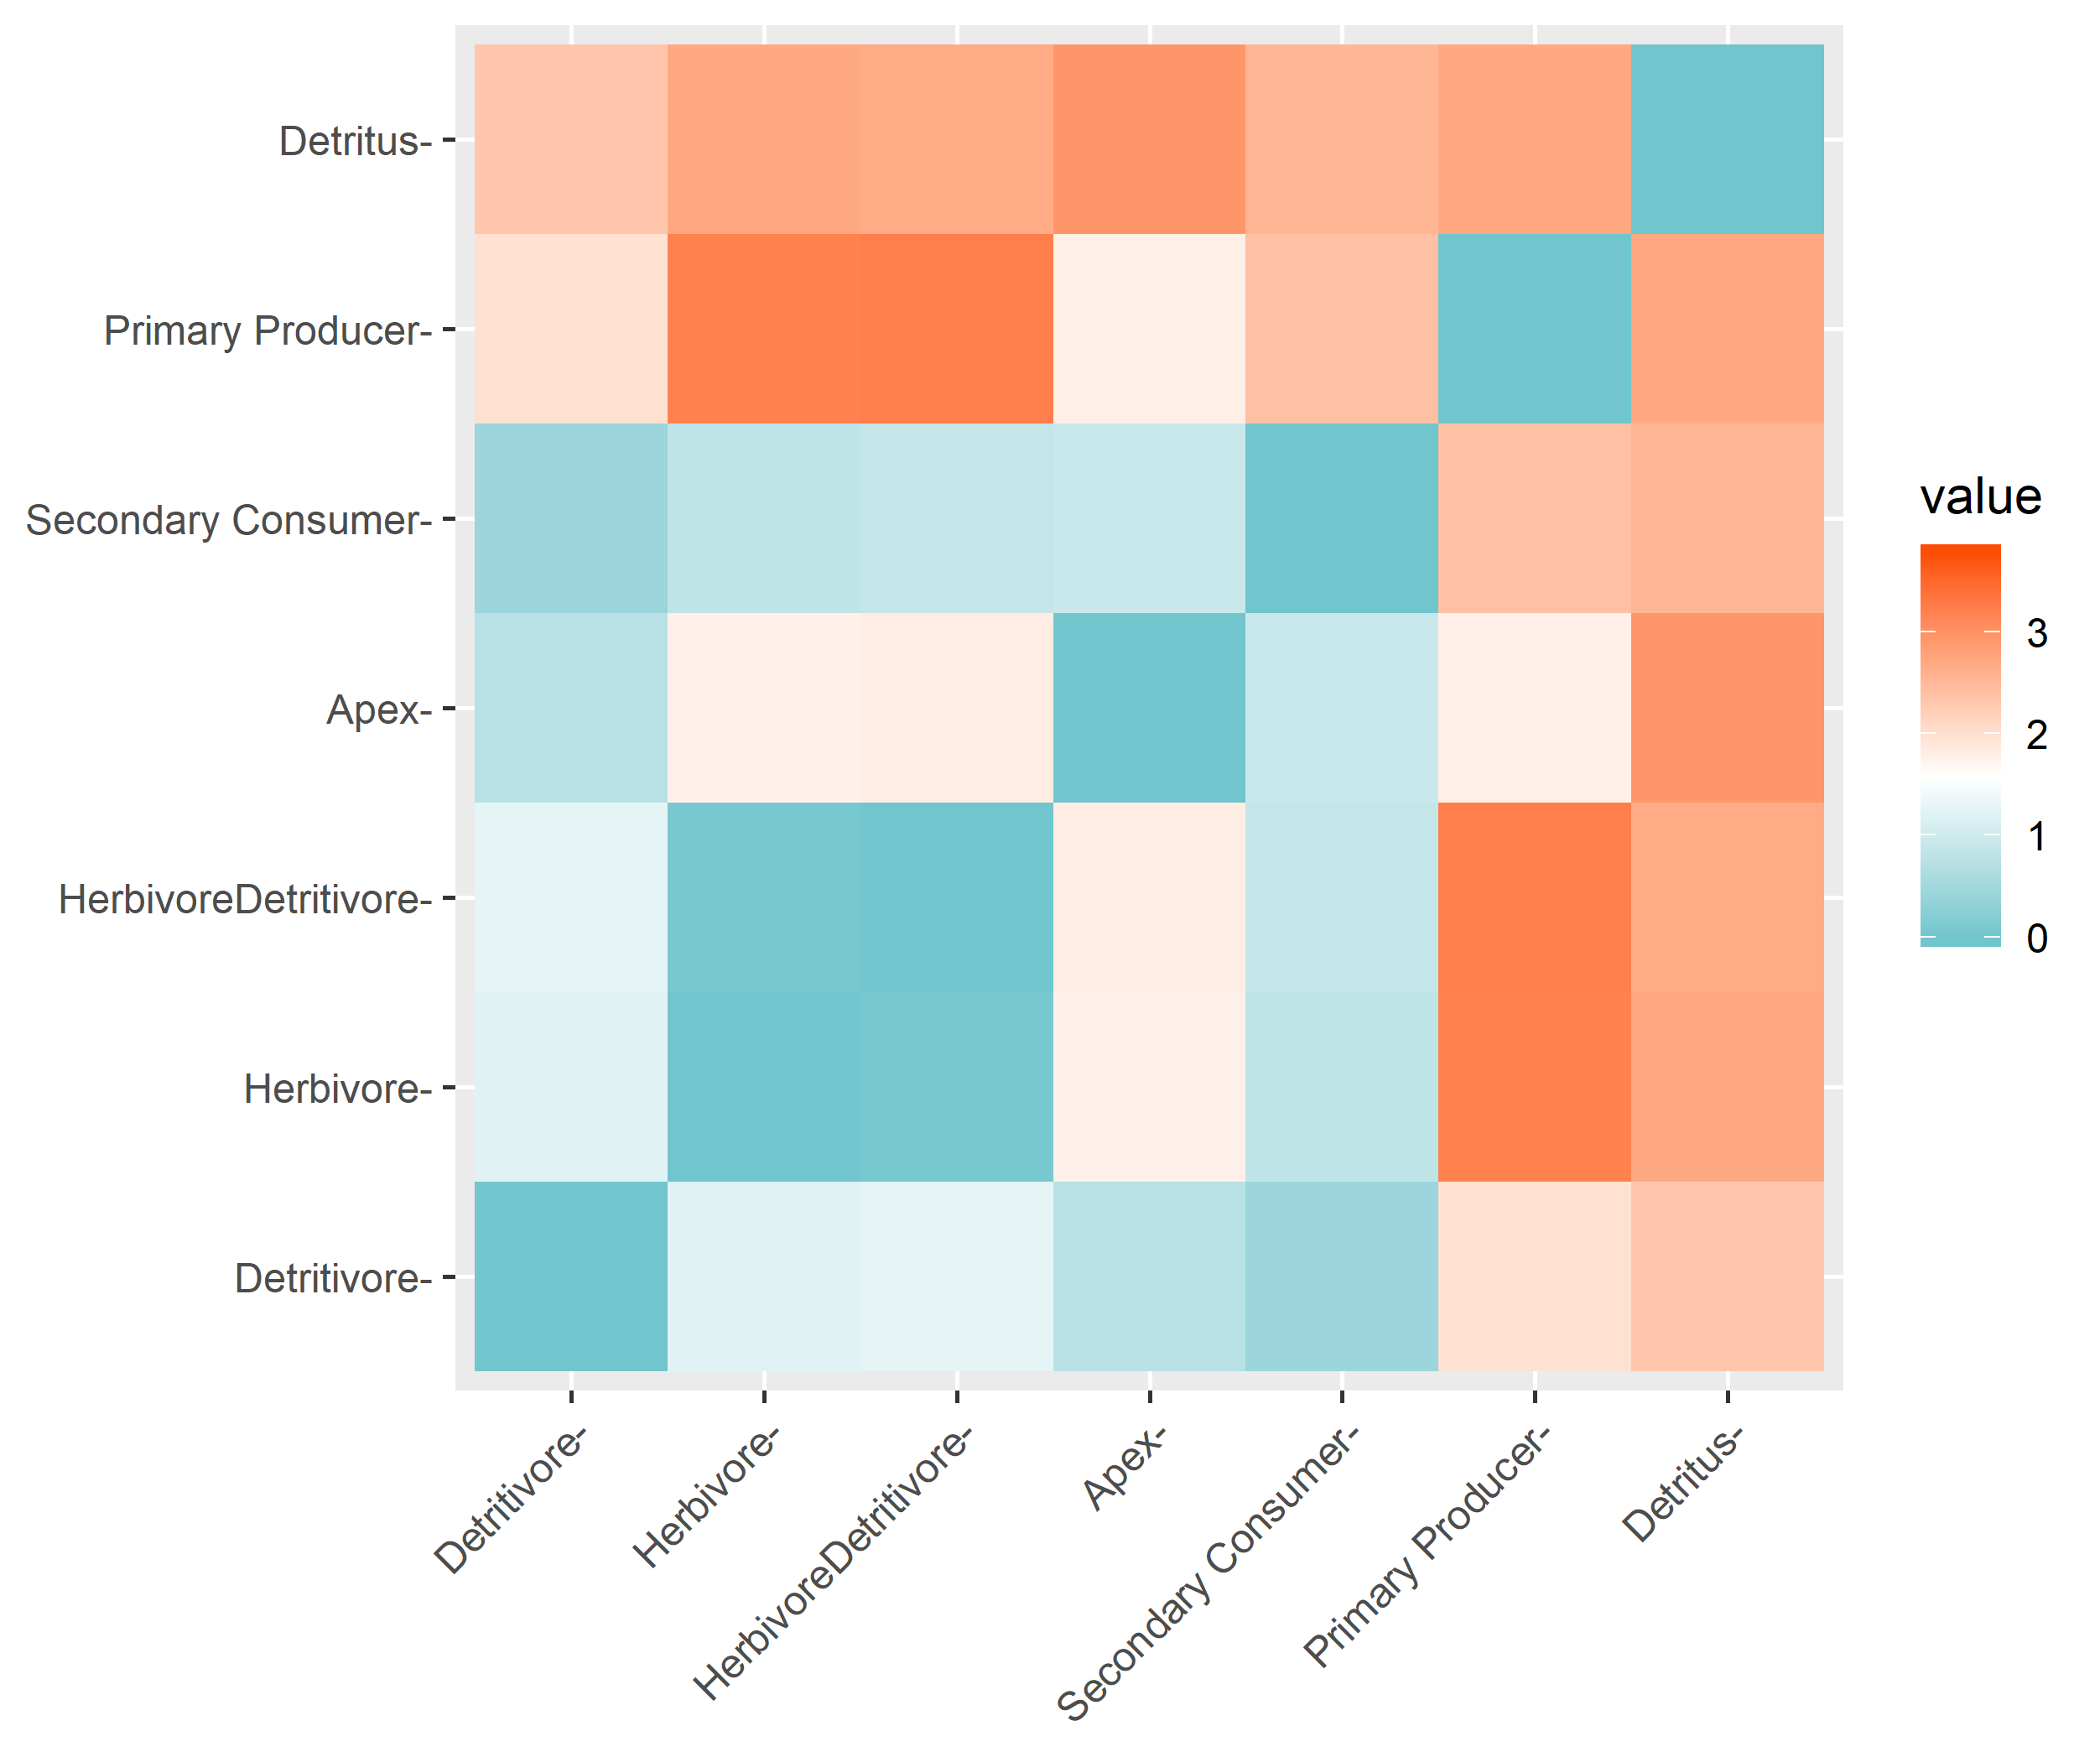 Detritus-
Primary Producer-
Secondary Consumer-
Apex-
HerbivoreDetritivore-
Herbivore-
Detritivore-
Detritivore-
Herbivore-
HerbivoreDetritivore-
Apex-
Secondary Consumer-
Primary Producer-
Detritus-
value
3
2
1
0